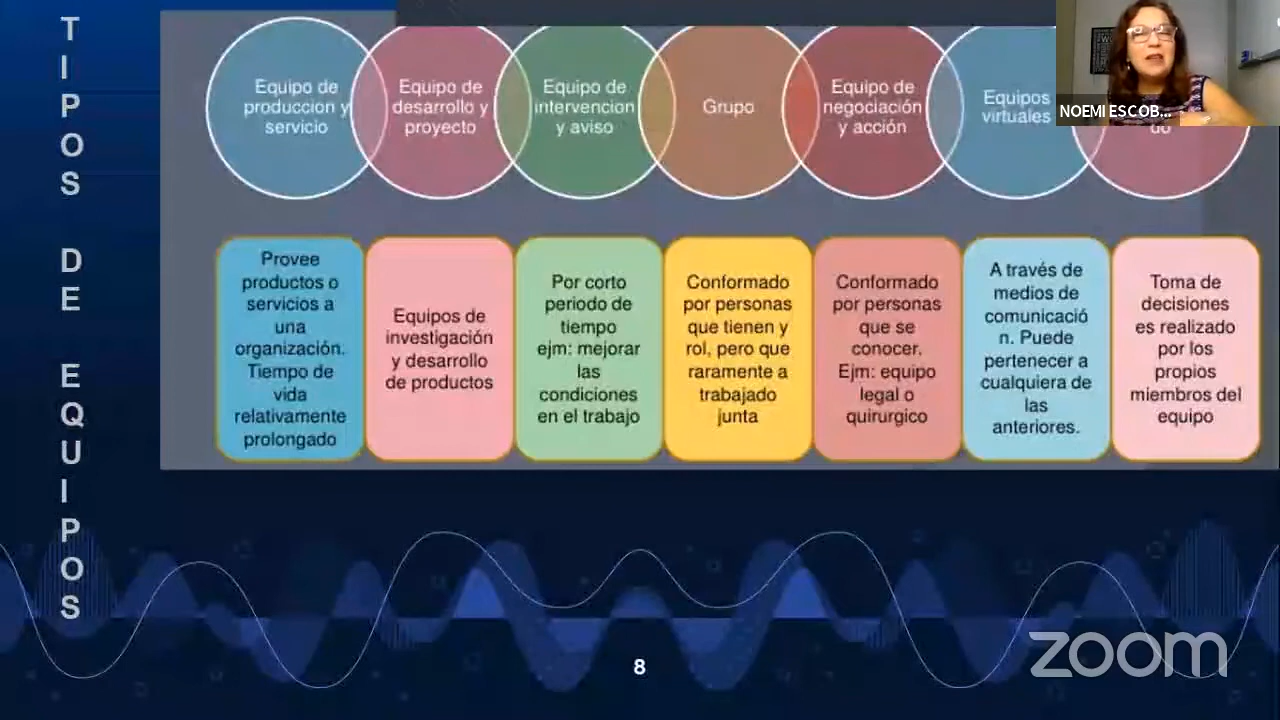 TIPOS DE EQUIPOS
Equipo de
produccion y
servicio
Equipo de
desarrollo y
proyecto
Equipo de
intervencion
y aviso
Grupo
Equipo de
negociación
y acción
Equipos
virtuales
do
NOEMI ESCOB...
Provee
productos o
servicios a
una
organización.
Tiempo de
vida
relativamente
prolongado
Equipos de
investigación
y desarrollo
de productos
Por corto
periodo de
tiempo
ejm: mejorar
las
condiciones
en el trabajo
Conformado
por personas
que tienen y
rol, pero que
raramente a
trabajado
junta
Conformado
por personas
que se
conocer.
Ejm: equipo
legal o
quirurgico
A través de
medios de
comunicació
n. Puede
pertenecer a
cualquiera de
las
anteriores.
Toma de
decisiones
es realizado
por los
propios
miembros del
equipo
8
zoom